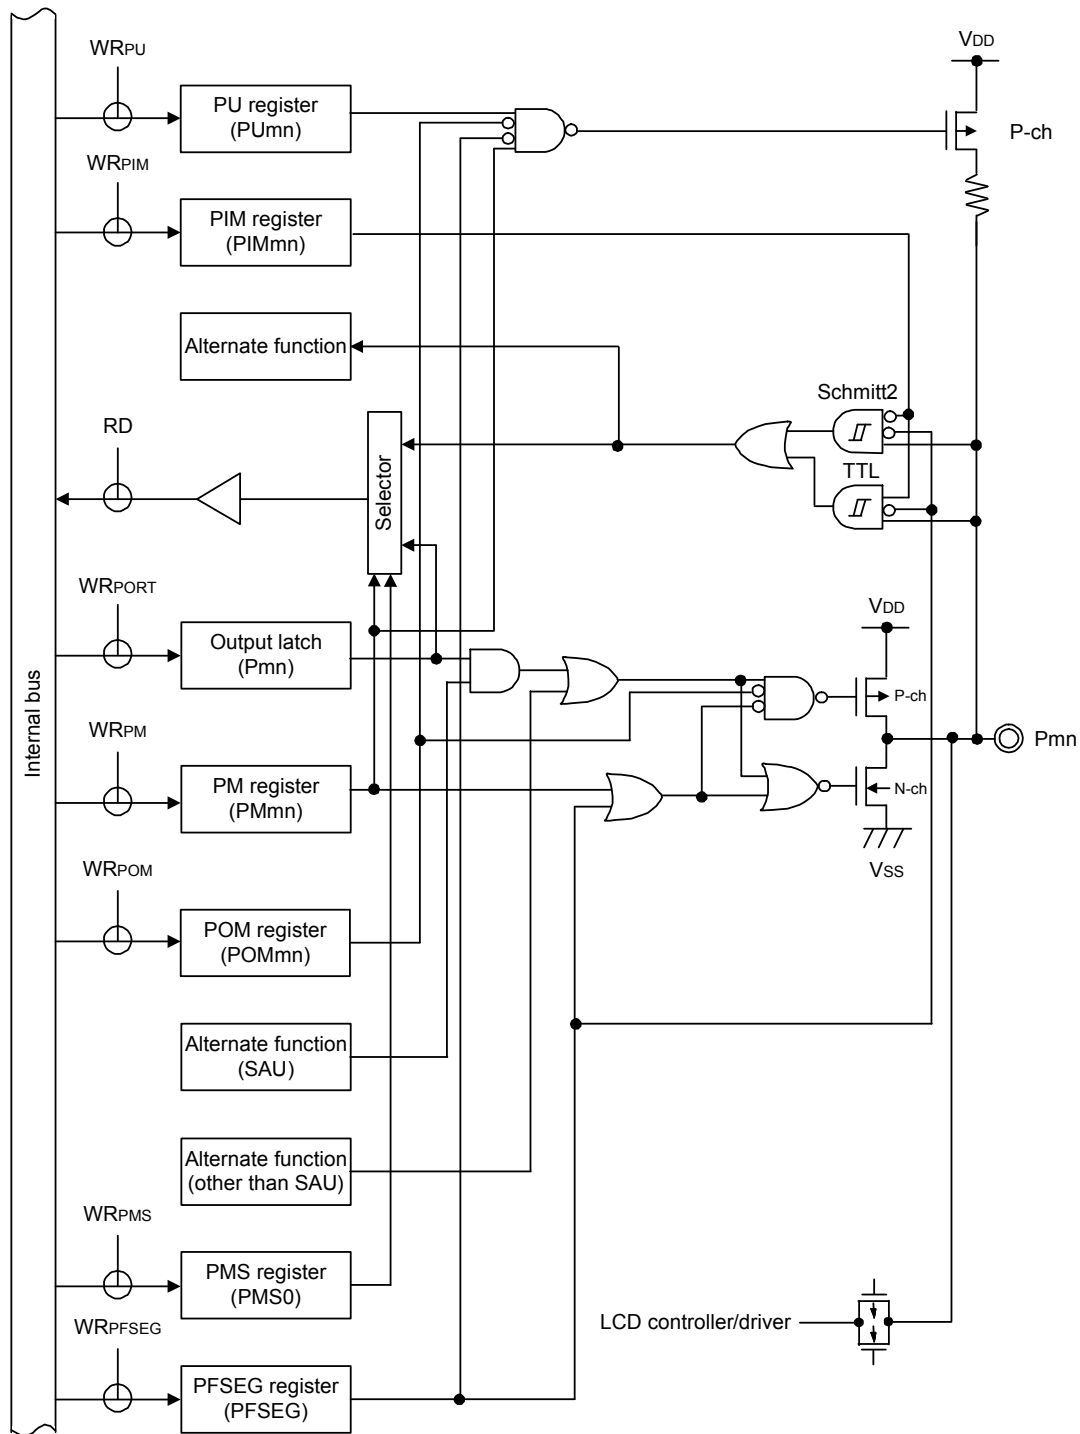 WRPU
VDD
PU register
(PUmn)
P-ch
WRPIM
PIM register
(PIMmn)
Alternate function
Schmitt2
RD
TTL
Selector
WRPORT
VDD
Output latch
(Pmn)
P-ch
Internal bus
WRPM
Pmn
PM register
(PMmn)
N-ch
WRPOM
VSS
POM register
(POMmn)
Alternate function
(SAU)
Alternate function
(other than SAU)
WRPMS
PMS register
(PMS0)
LCD controller/driver
WRPFSEG
PFSEG register
(PFSEG)